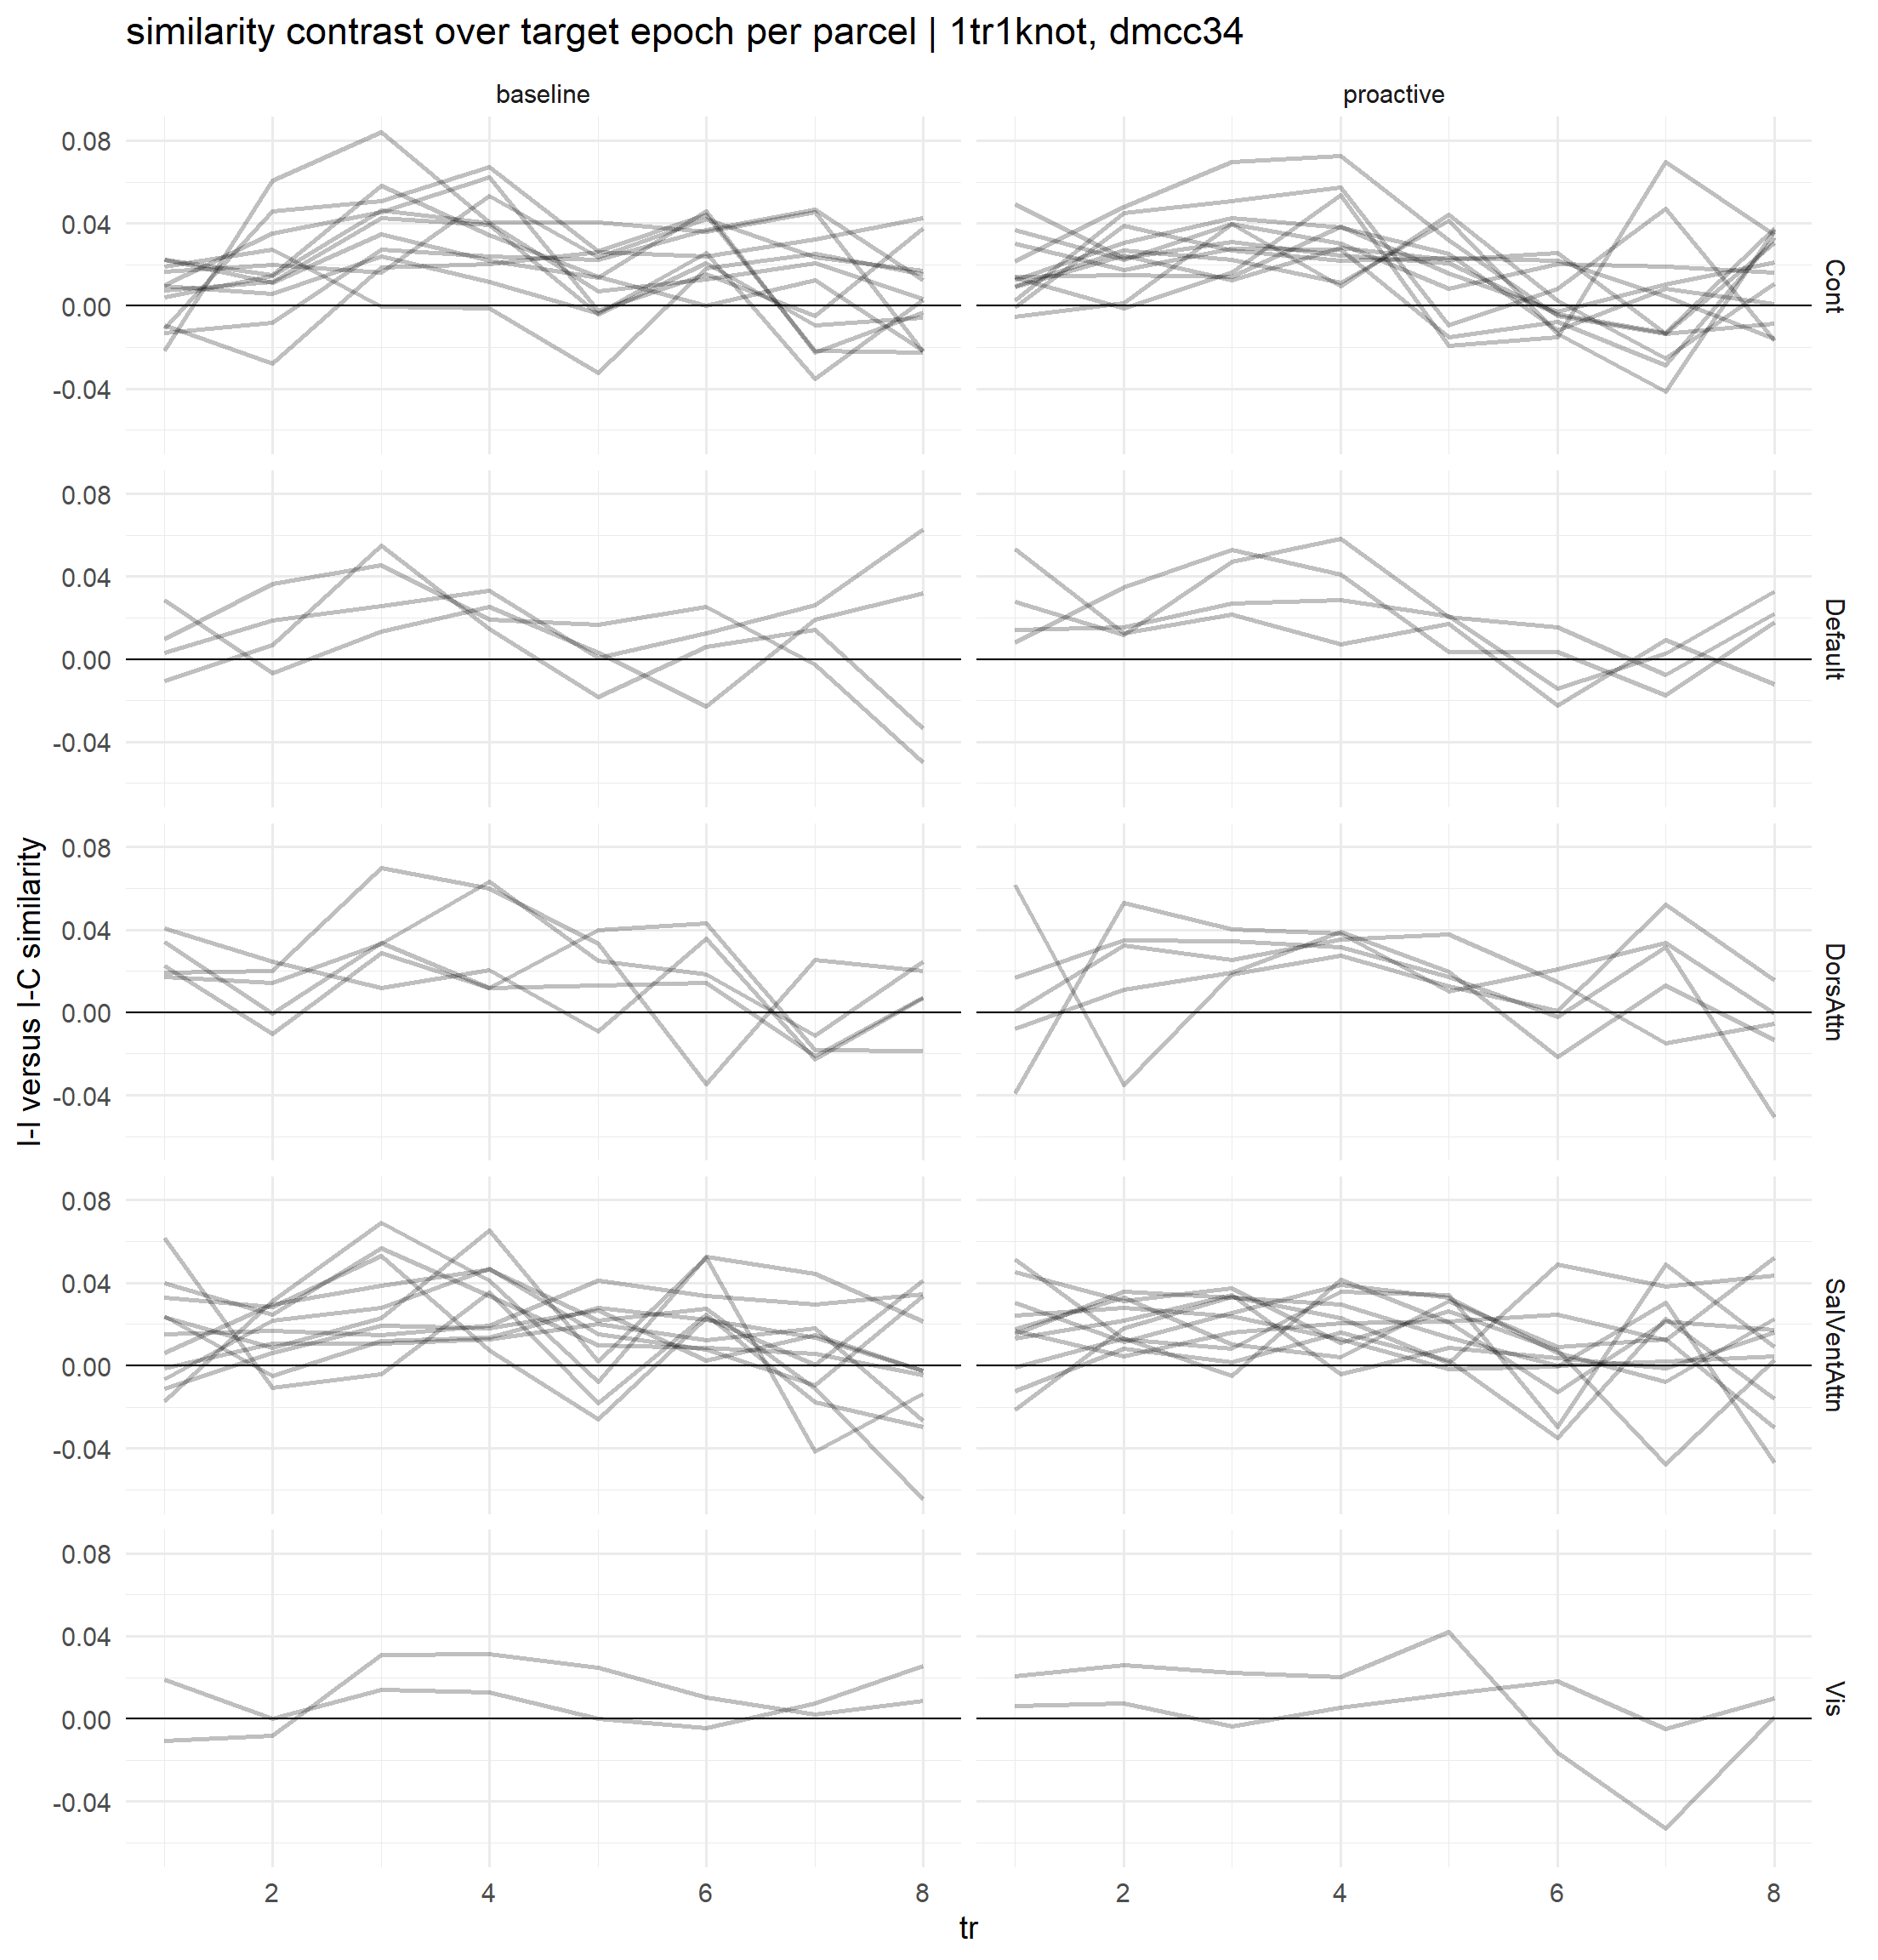 similarity contrast over target epoch per parcel | 1tr1knot, dmcc34
baseline
proactive
0.08
0.04
0.00
-0.04
Cont
0.08
0.04
0.00
-0.04
Default
0.08
0.04
0.00
-0.04
DorsAttn
0.08
0.04
0.00
-0.04
SalVentAttn
0.08
0.04
0.00
-0.04
Vis
I-I versus I-C similarity
2 4 6 8
2 4 6 8
tr